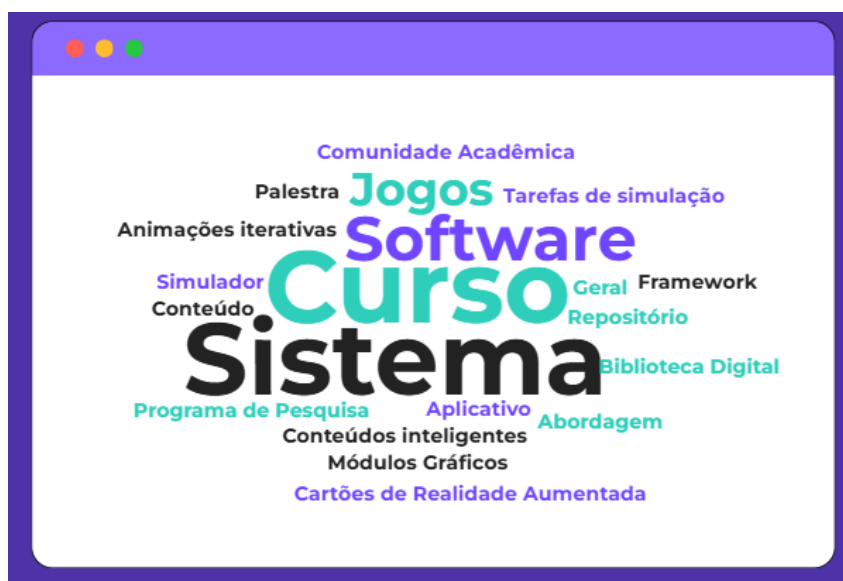 Comunidade Acadêmica
Palestra
Jogos
Tarefas de simulação
Animações iterativas
Software
Simulador
Curso
Geral
Framework
Conteúdo
Repositório
Sistema
Biblioteca Digital
Programa de Pesquisa
Aplicativo
Abordagem
Conteúdos inteligentes
Módulos Gráficos
Cartões de Realidade Aumentada